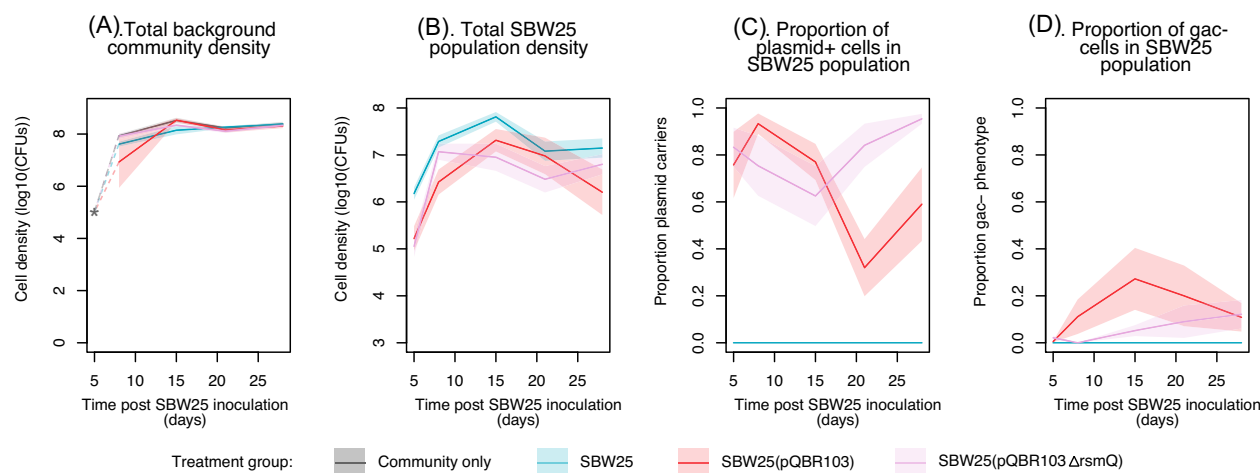 (A).Total background
community density
(B). Total SBW25
population density
(C). Proportion of
plasmid+ cells in
SBW25 population
(D). Proportion of gac-
cells in SBW25
population
Cell density (log10(CFUs))
0
2
4
6
8
*
5
10
15
20
25
Time post SBW25 inoculation
(days)
Cell density (log10(CFUs))
3
4
5
6
7
8
5
10
15
20
25
Time post SBW25 inoculation
(days)
Proportion plasmid carriers
0.0
0.2
0.4
0.6
0.8
1.0
5
10
15
20
25
Time post SBW25 inoculation
(days)
Proportion gac− phenotype
0.0
0.2
0.4
0.6
0.8
1.0
5
10
15
20
25
Time post SBW25 inoculation
(days)
Treatment group:
Community only
SBW25
SBW25(pQBR103)
SBW25(pQBR103 ΔrsmQ)